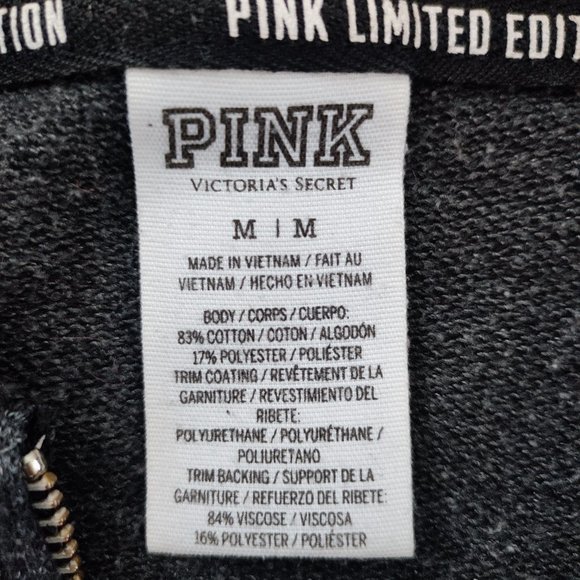 TION
PINK LIMITED EDIT
PINK
VICTORIA'S SECRET
M | M
MADE IN VIETNAM / FAIT AU
VIETNAM / HECHO EN VIETNAM
BODY / CORPS / CUERPO:
83% COTTON / COTON / ALGODÓN
17% POLYESTER / POLIÉSTER
TRIM COATING / REVÊTEMENT DE LA
GARNITURE / REVESTIMIENTO DEL
RIBETE:
POLYURETHANE / POLYURÉTHANE /
POLIURETANO
TRIM BACKING / SUPPORT DE LA
GARNITURE / REFUERZO DEL RIBETE:
84% VISCOSE / VISCOSA
16% POLYESTER / POLIÉSTER